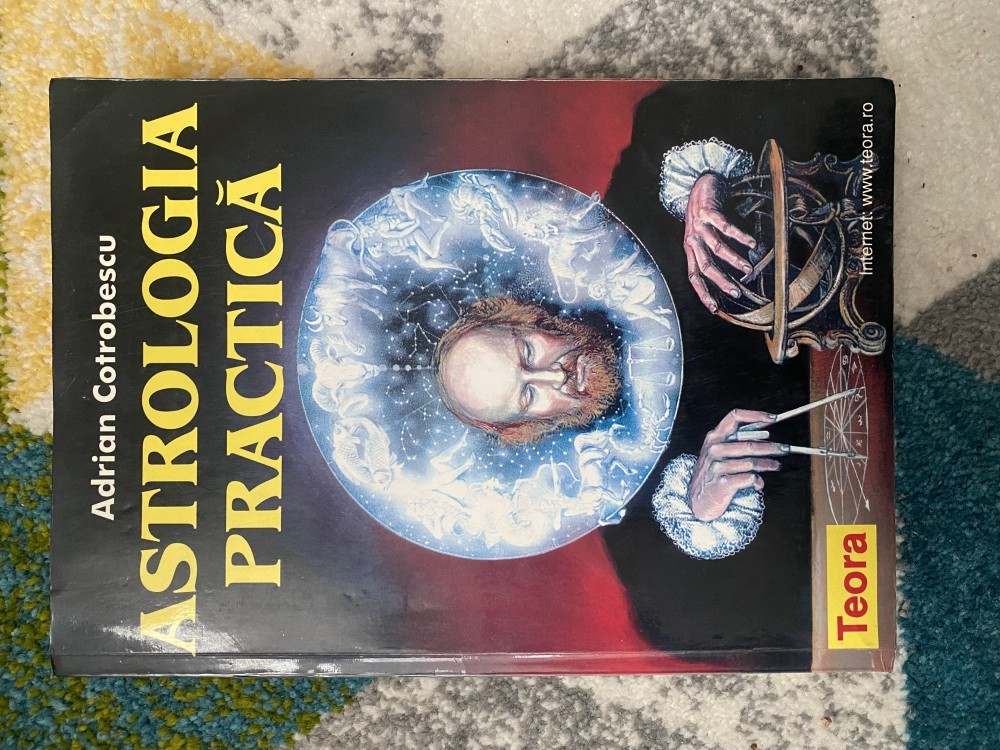 Adrian Cotrobescu
ASTROLOGIA
PRACTICĂ
Internet: www.teora.ro
Teora